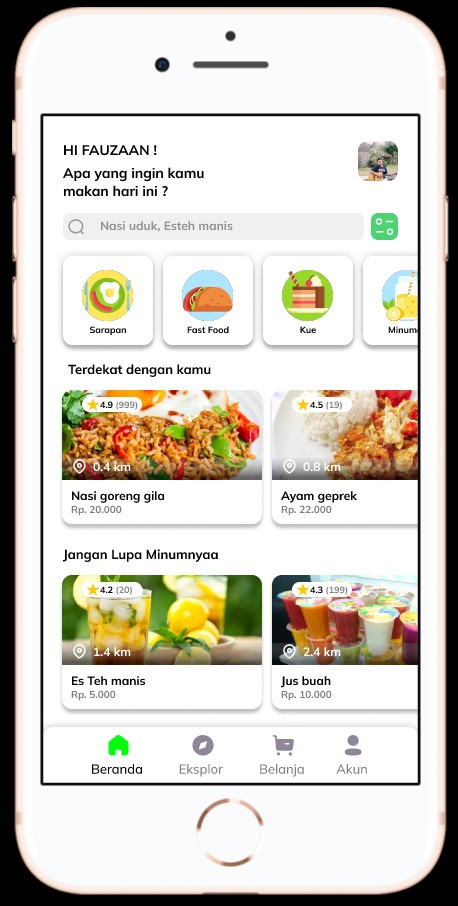 HI FAUZAAN !
Apa yang ingin kamu
makan hari ini ?
Nasi uduk, Esteh manis
Sarapan
Fast Food
Kue
Minum
Terdekat dengan kamu
4.9 (999)
4.5 (19)
0.4 km
0.8 km
Nasi goreng gila
Ayam geprek
Rp. 20.000
Rp. 22.000
Jangan Lupa Minumnyaa
4.2 (20)
4.3 (199)
1.4 km
2.4 km
Es Teh manis
Jus buah
Rp. 5.000
Rp. 10.000
Beranda
Eksplor
Belanja
Akun